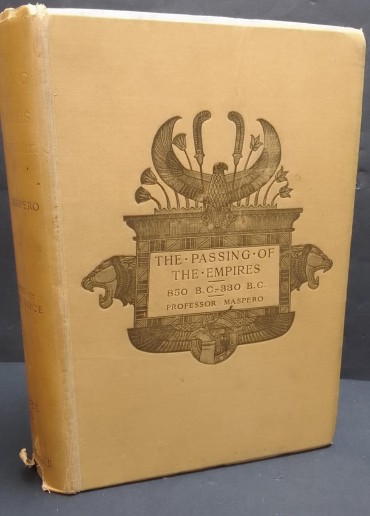 THE·PASSING·OF
THE·EMPIRES
850 B.C.–330 B.C.
PROFESSOR MASPERO
MASPERO